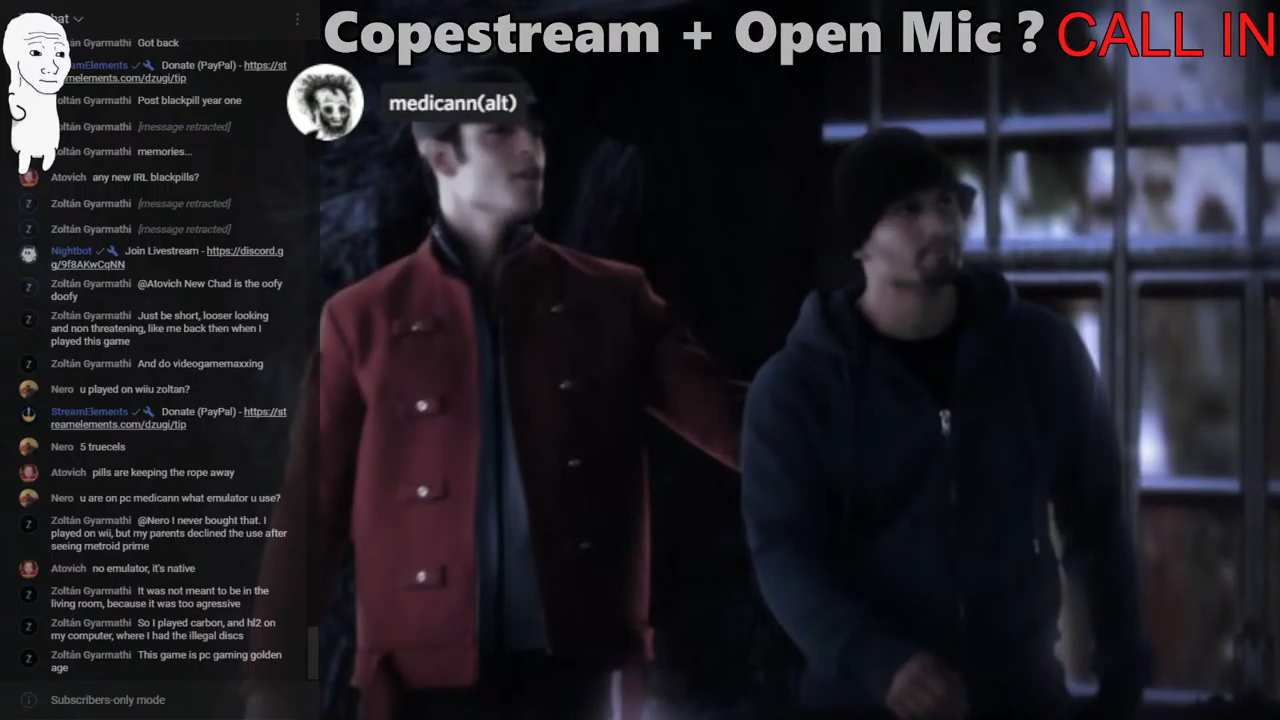 Copestream + Open Mic ? CALL IN
hat
medicann(alt)
ltán Gyarmathi Got back
amElements Donate (PayPal) - https://st
melements.com/dzugi/tip
oltán Gyarmathi Post blackpill year one
oltán Gyarmathi [message retracted]
oltán Gyarmathi memories...
Atovich any new IRL blackpills?
Z Zoltán Gyarmathi [message retracted]
Z Zoltán Gyarmathi [message retracted]
Nightbot Join Livestream - https://discord.g
g/9f8AKwCqNN
Z Zoltán Gyarmathi @Atovich New Chad is the oofy
doofy
Z Zoltán Gyarmathi Just be short, looser looking
and non threatening, like me back then when I
played this game
Z Zoltán Gyarmathi And do videogamemaxxing
Nero u played on wiiu zoltan?
StreamElements Donate (PayPal) - https://st
reamelements.com/dzugi/tip
Nero 5 truecels
Atovich pills are keeping the rope away
Nero u are on pc medicann what emulator u use?
Z Zoltán Gyarmathi @Nero I never bought that. I
played on wii, but my parents declined the use after
seeing metroid prime
Atovich no emulator, it's native
Z Zoltán Gyarmathi It was not meant to be in the
living room, because it was too agressive
Z Zoltán Gyarmathi So I played carbon, and hl2 on
my computer, where I had the illegal discs
Z Zoltán Gyarmathi This game is pc gaming golden
age
Subscribers-only mode